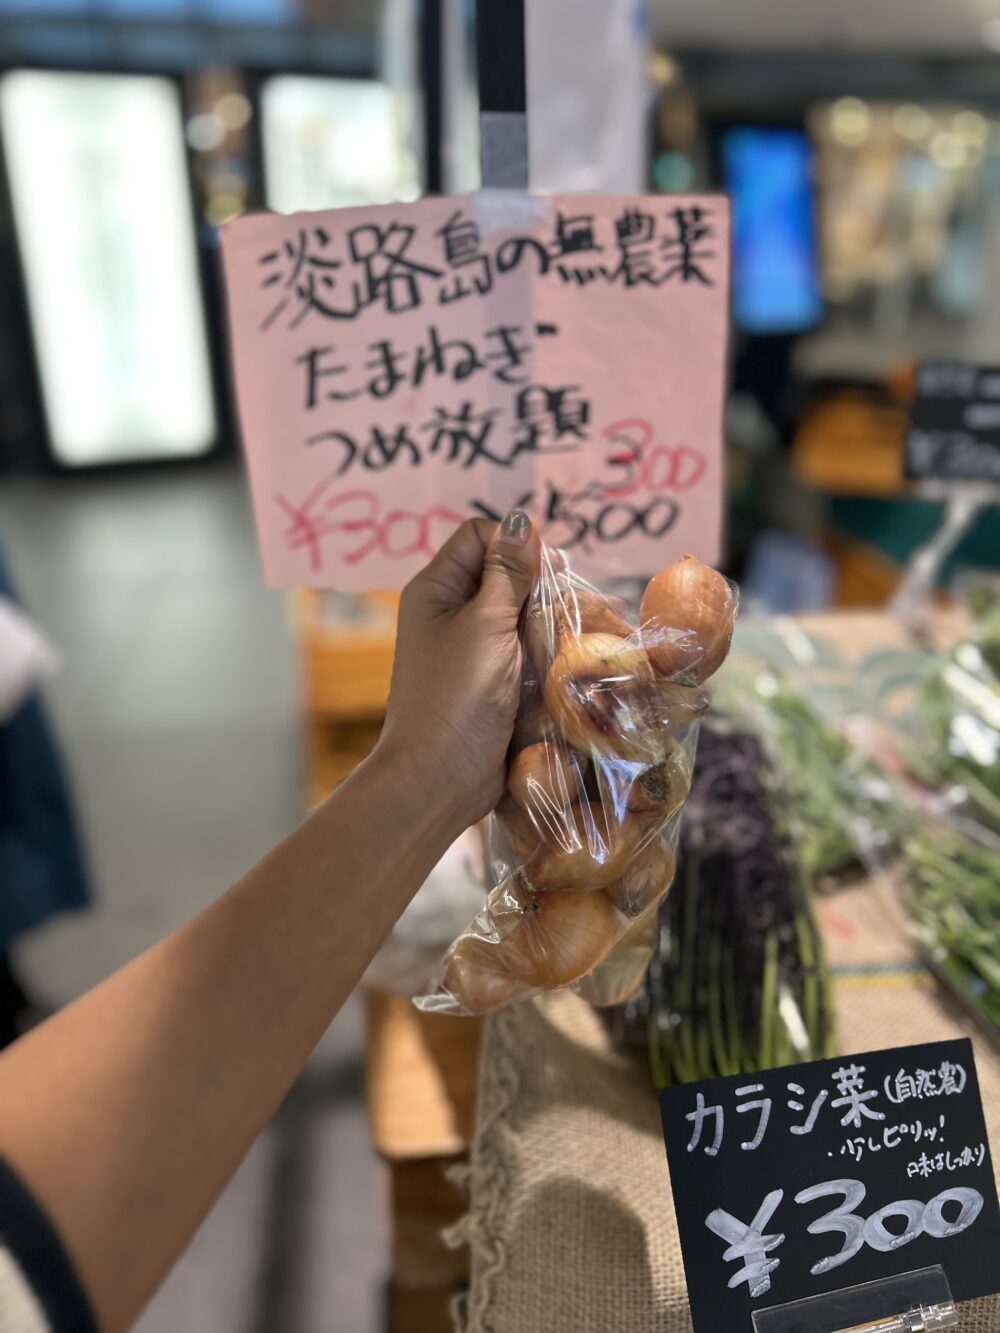 淡路島の無農薬
たまねぎ
つめ放題
300
¥300 ¥500
カラシ菜(自然農)
・少しピリッ!
味はしっかり
¥300